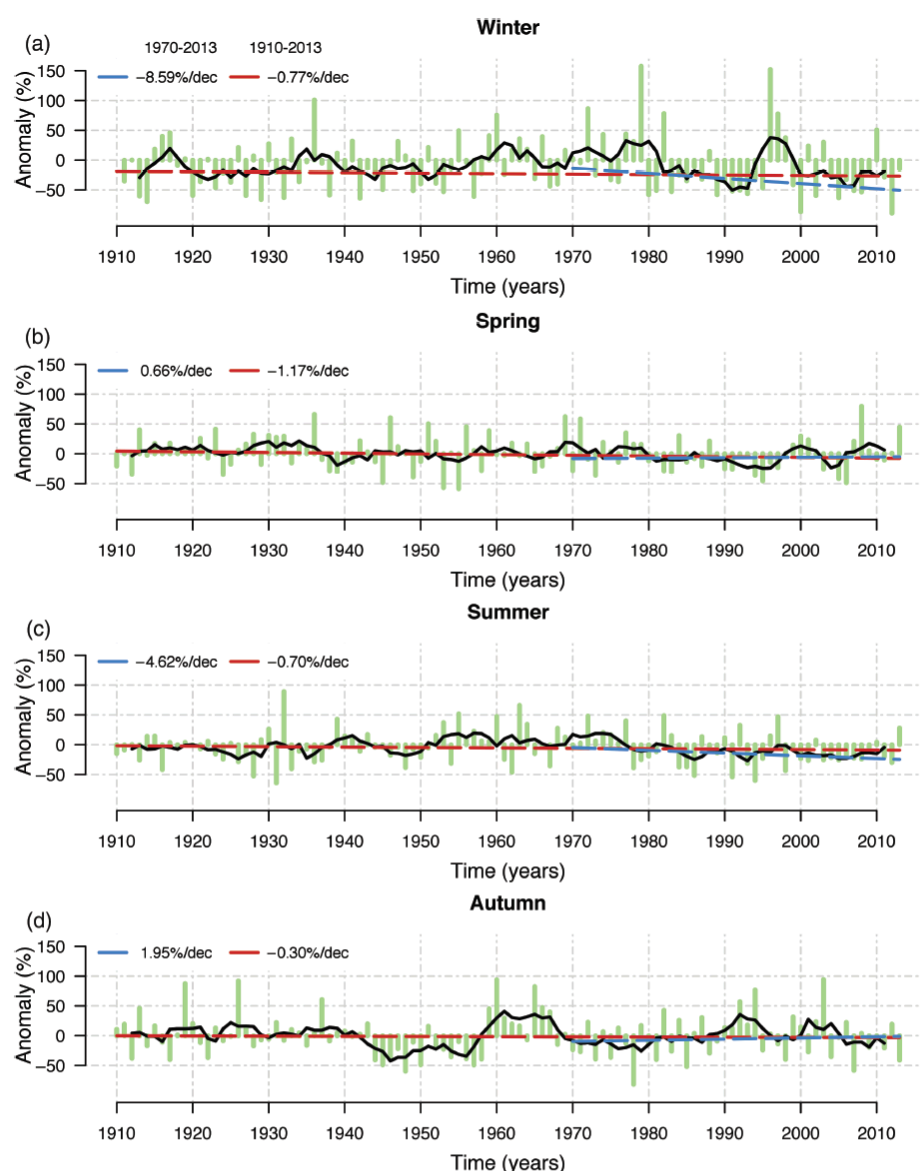 Winter
(a)
1970-2013 1910-2013
−8.59%/dec −0.77%/dec
Anomaly (%)
150
100
50
0
−50
1910 1920 1930 1940 1950 1960 1970 1980 1990 2000 2010
Time (years)
Spring
(b)
0.66%/dec −1.17%/dec
Anomaly (%)
150
100
50
0
−50
1910 1920 1930 1940 1950 1960 1970 1980 1990 2000 2010
Time (years)
Summer
(c)
−4.62%/dec −0.70%/dec
Anomaly (%)
150
100
50
0
−50
1910 1920 1930 1940 1950 1960 1970 1980 1990 2000 2010
Time (years)
Autumn
(d)
1.95%/dec −0.30%/dec
Anomaly (%)
150
100
50
0
−50
1910 1920 1930 1940 1950 1960 1970 1980 1990 2000 2010
Time (years)